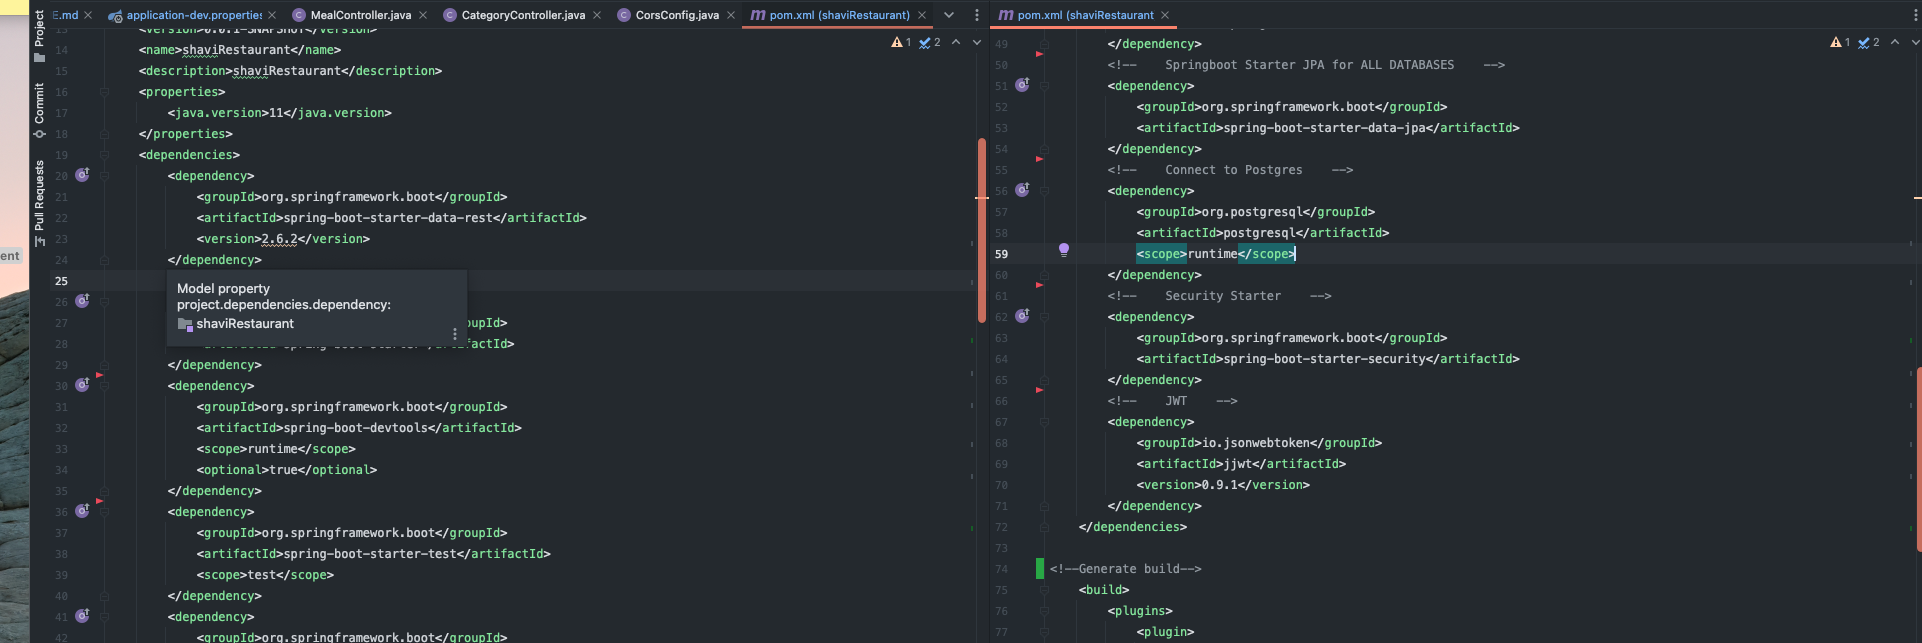 E.md
application-dev.properties
MealController.java
CategoryController.java
CorsConfig.java
pom.xml (shaviRestaurant)
pom.xml (shaviRestaurant
Project
Commit
Pull Requests
ent
1 2
13 <version>0.0.1-SNAPSHOT</version>
14 <name>shaviRestaurant</name>
15 <description>shaviRestaurant</description>
16 <properties>
17 <java.version>11</java.version>
18 </properties>
19 <dependencies>
20 <dependency>
21 <groupId>org.springframework.boot</groupId>
22 <artifactId>spring-boot-starter-data-rest</artifactId>
23 <version>2.6.2</version>
24 </dependency>
25
Model property
project.dependencies.dependency:
shaviRestaurant
26
27 oupId>
28 ifactId>
29 </dependency>
30 <dependency>
31 <groupId>org.springframework.boot</groupId>
32 <artifactId>spring-boot-devtools</artifactId>
33 <scope>runtime</scope>
34 <optional>true</optional>
35 </dependency>
36 <dependency>
37 <groupId>org.springframework.boot</groupId>
38 <artifactId>spring-boot-starter-test</artifactId>
39 <scope>test</scope>
40 </dependency>
41 <dependency>
42 <groupId>org.springframework.boot</groupId>
1 2
49 </dependency>
50 <!-- Springboot Starter JPA for ALL DATABASES -->
51 <dependency>
52 <groupId>org.springframework.boot</groupId>
53 <artifactId>spring-boot-starter-data-jpa</artifactId>
54 </dependency>
55 <!-- Connect to Postgres -->
56 <dependency>
57 <groupId>org.postgresql</groupId>
58 <artifactId>postgresql</artifactId>
59 <scope>runtime</scope>
60 </dependency>
61 <!-- Security Starter -->
62 <dependency>
63 <groupId>org.springframework.boot</groupId>
64 <artifactId>spring-boot-starter-security</artifactId>
65 </dependency>
66 <!-- JWT -->
67 <dependency>
68 <groupId>io.jsonwebtoken</groupId>
69 <artifactId>jjwt</artifactId>
70 <version>0.9.1</version>
71 </dependency>
72 </dependencies>
73
74 <!--Generate build-->
75 <build>
76 <plugins>
77 <plugin>